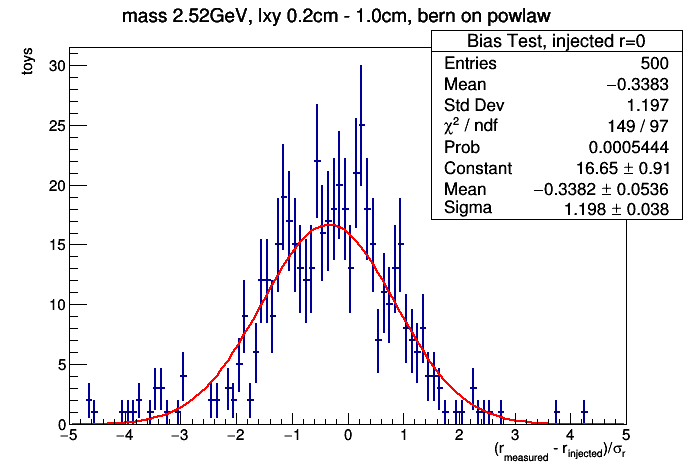 mass 2.52GeV, lxy 0.2cm - 1.0cm, bern on powlaw
Bias Test, injected r=0
Entries 500
Mean −0.3383
Std Dev 1.197
χ² / ndf 149 / 97
Prob 0.0005444
Constant 16.65 ± 0.91
Mean −0.3382 ± 0.0536
Sigma 1.198 ± 0.038
toys
30
25
20
15
10
5
0
−5 −4 −3 −2 −1 0 1 2 3 4 5
(r_measured - r_injected)/σ_r